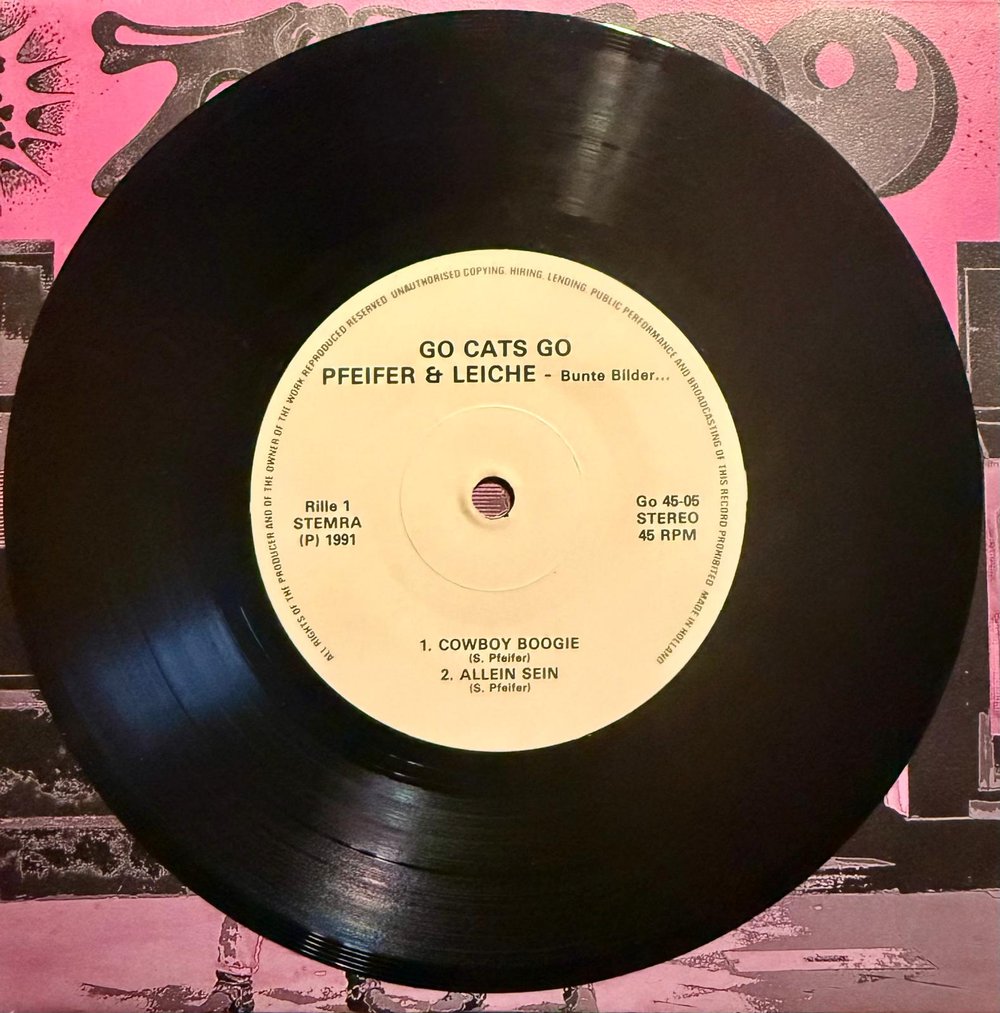 ALL RIGHTS OF THE PRODUCER AND OF THE OWNER OF THE WORK REPRODUCED RESERVED UNAUTHORISED COPYING, HIRING, LENDING, PUBLIC PERFORMANCE AND BROADCASTING OF THIS RECORD PROHIBITED MADE IN HOLLAND
GO CATS GO
PFEIFER & LEICHE - Bunte Bilder...
Rille 1
STEMRA
(P) 1991
Go 45-05
STEREO
45 RPM
1. COWBOY BOOGIE
(S. Pfeifer)
2. ALLEIN SEIN
(S. Pfeifer)